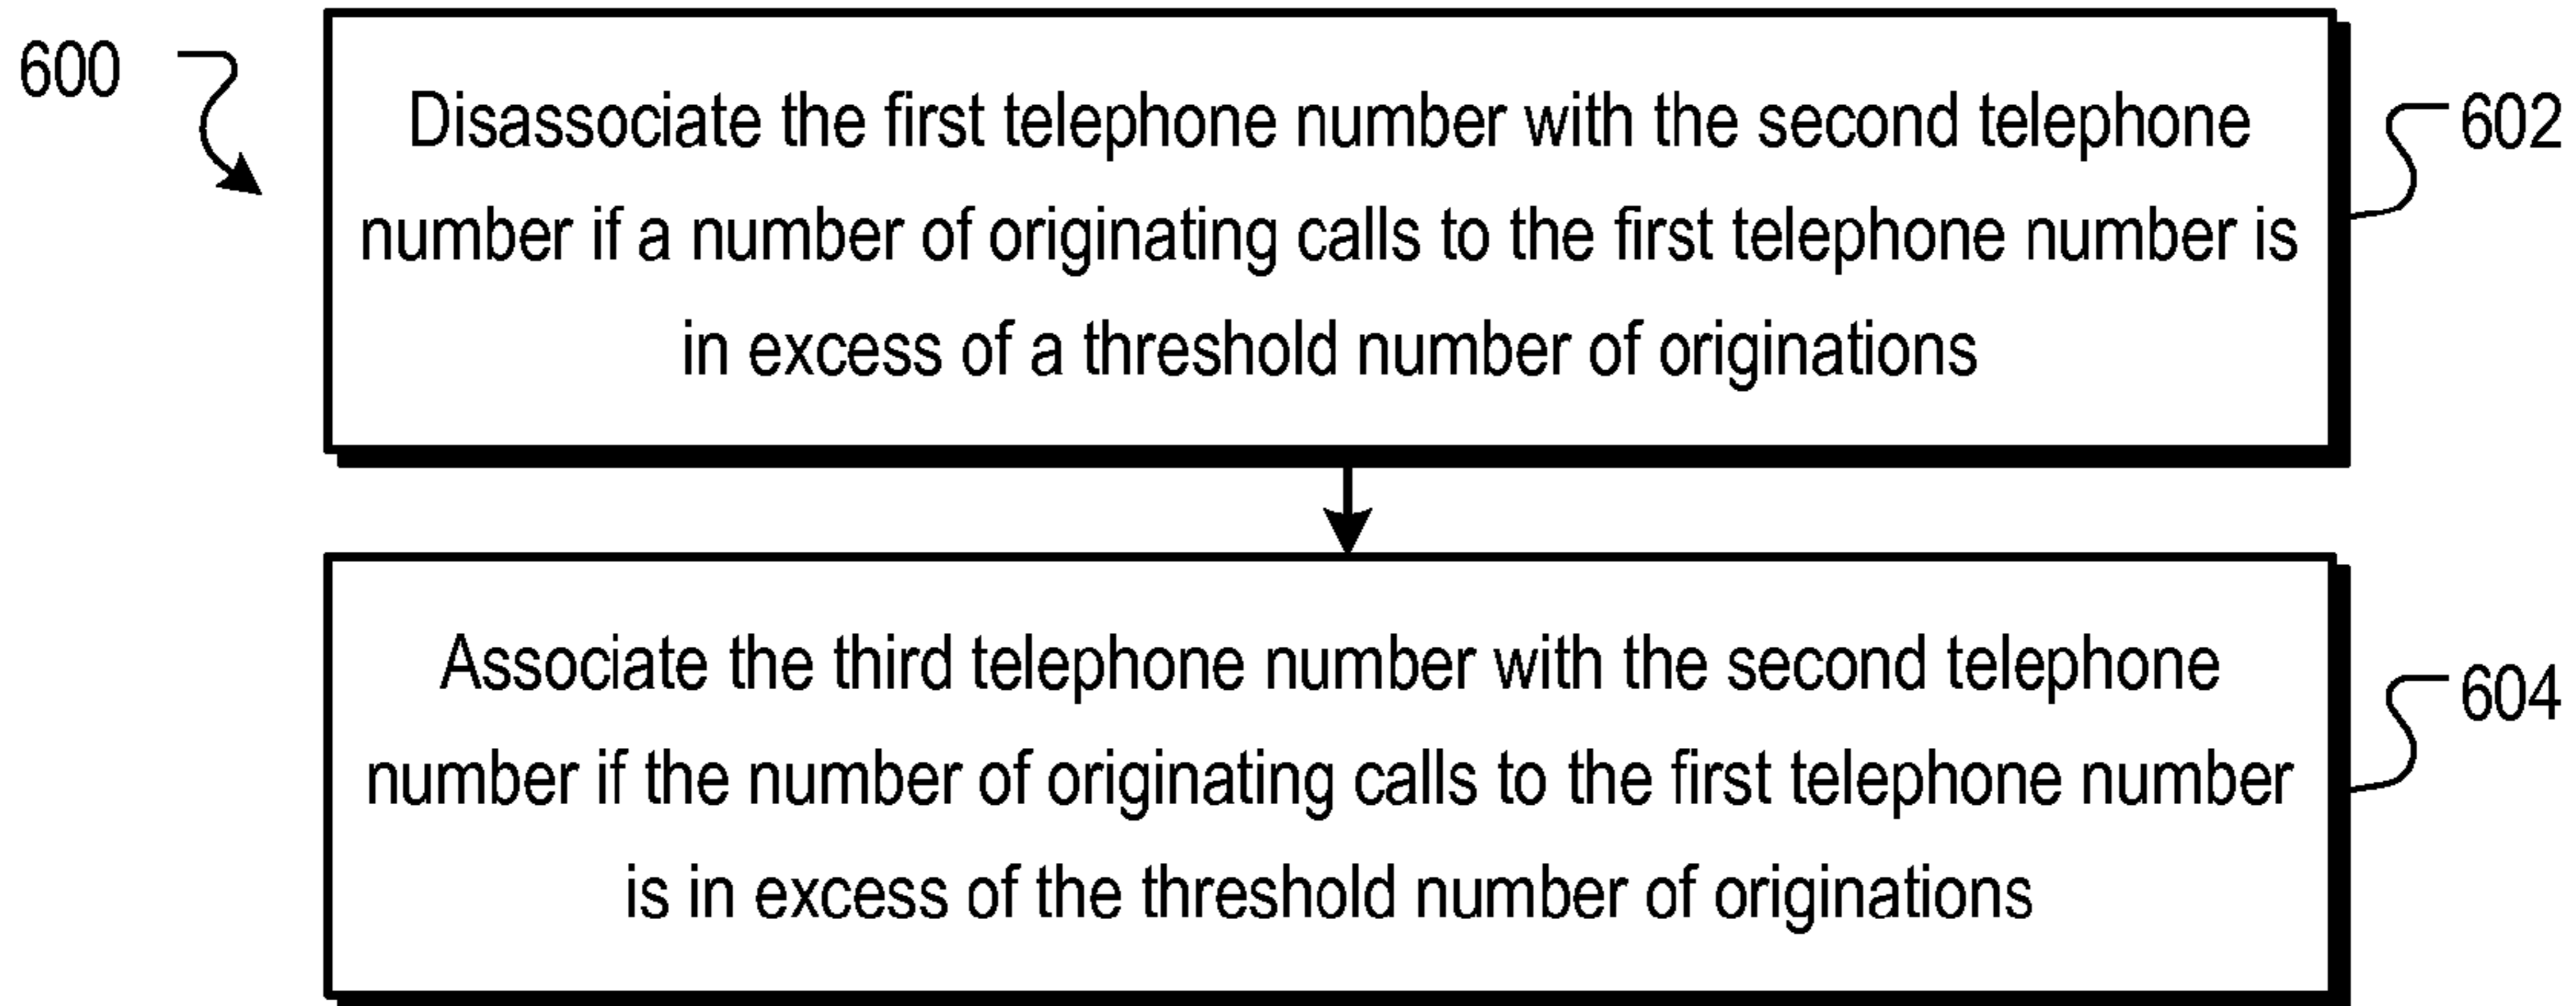 600
Disassociate the first telephone number with the second telephone
number if a number of originating calls to the first telephone number is
in excess of a threshold number of originations
602
Associate the third telephone number with the second telephone
number if the number of originating calls to the first telephone number
is in excess of the threshold number of originations
604